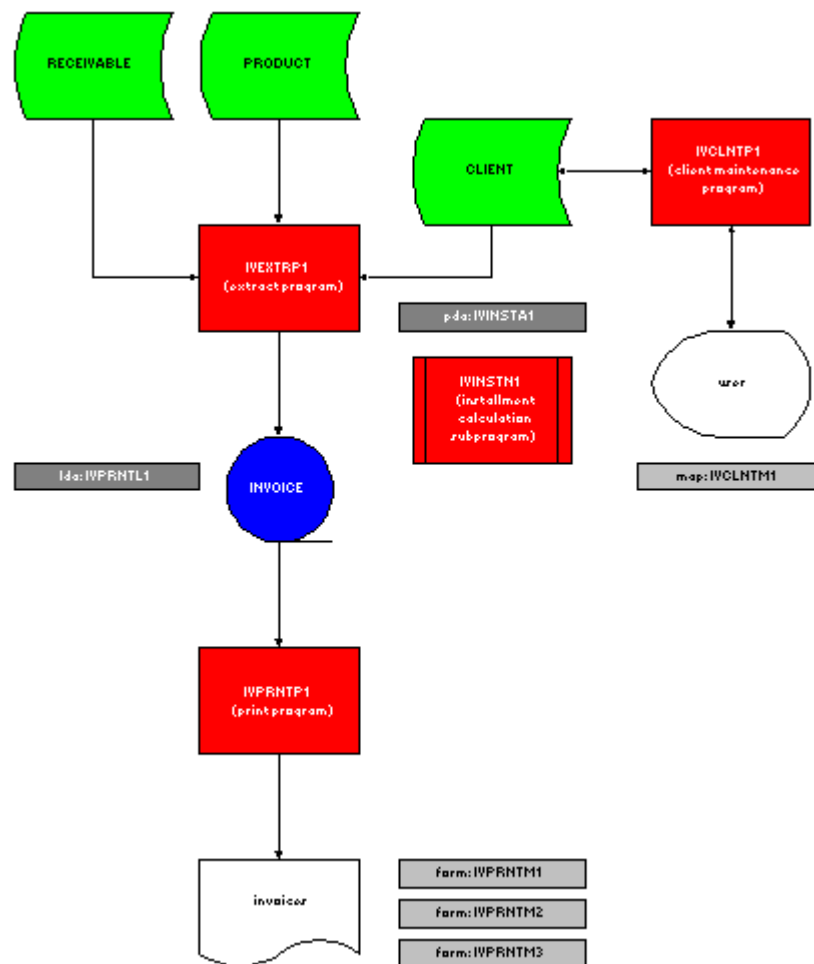 RECEIVABLE
PRODUCT
CLIENT
IVCLNTP1
(client maintenance
program)
IVEXTRP1
(extract program)
pda: IVINSTA1
IVINSTN1
(installment
calculation
subprogram)
user
lda: IVPRNTL1
INVOICE
map: IVCLNTM1
IVPRNTP1
(print program)
invoices
form: IVPRNTM1
form: IVPRNTM2
form: IVPRNTM3